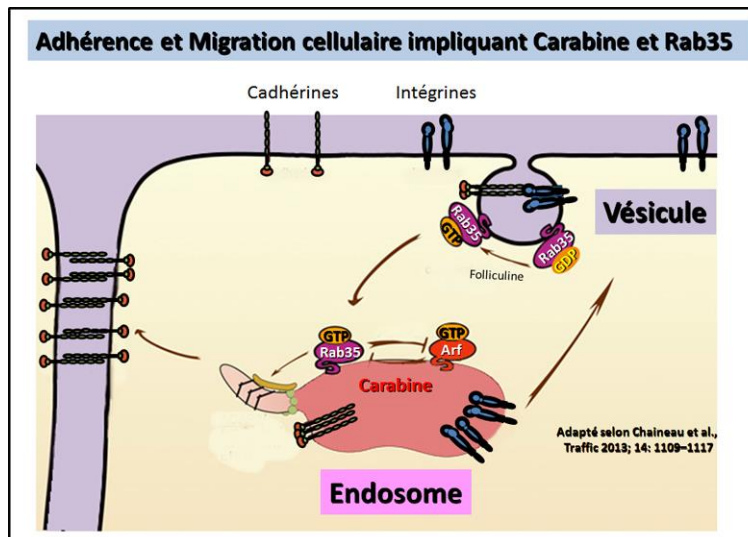 Adhérence et Migration cellulaire impliquant Carabine et Rab35
Cadhérines
Intégrines
Vésicule
Rab35
GTP
Rab35
GDP
Folliculine
GTP
Rab35
GTP
Arf
Carabine
Adapté selon Chaineau et al.,
Traffic 2013; 14: 1109–1117
Endosome